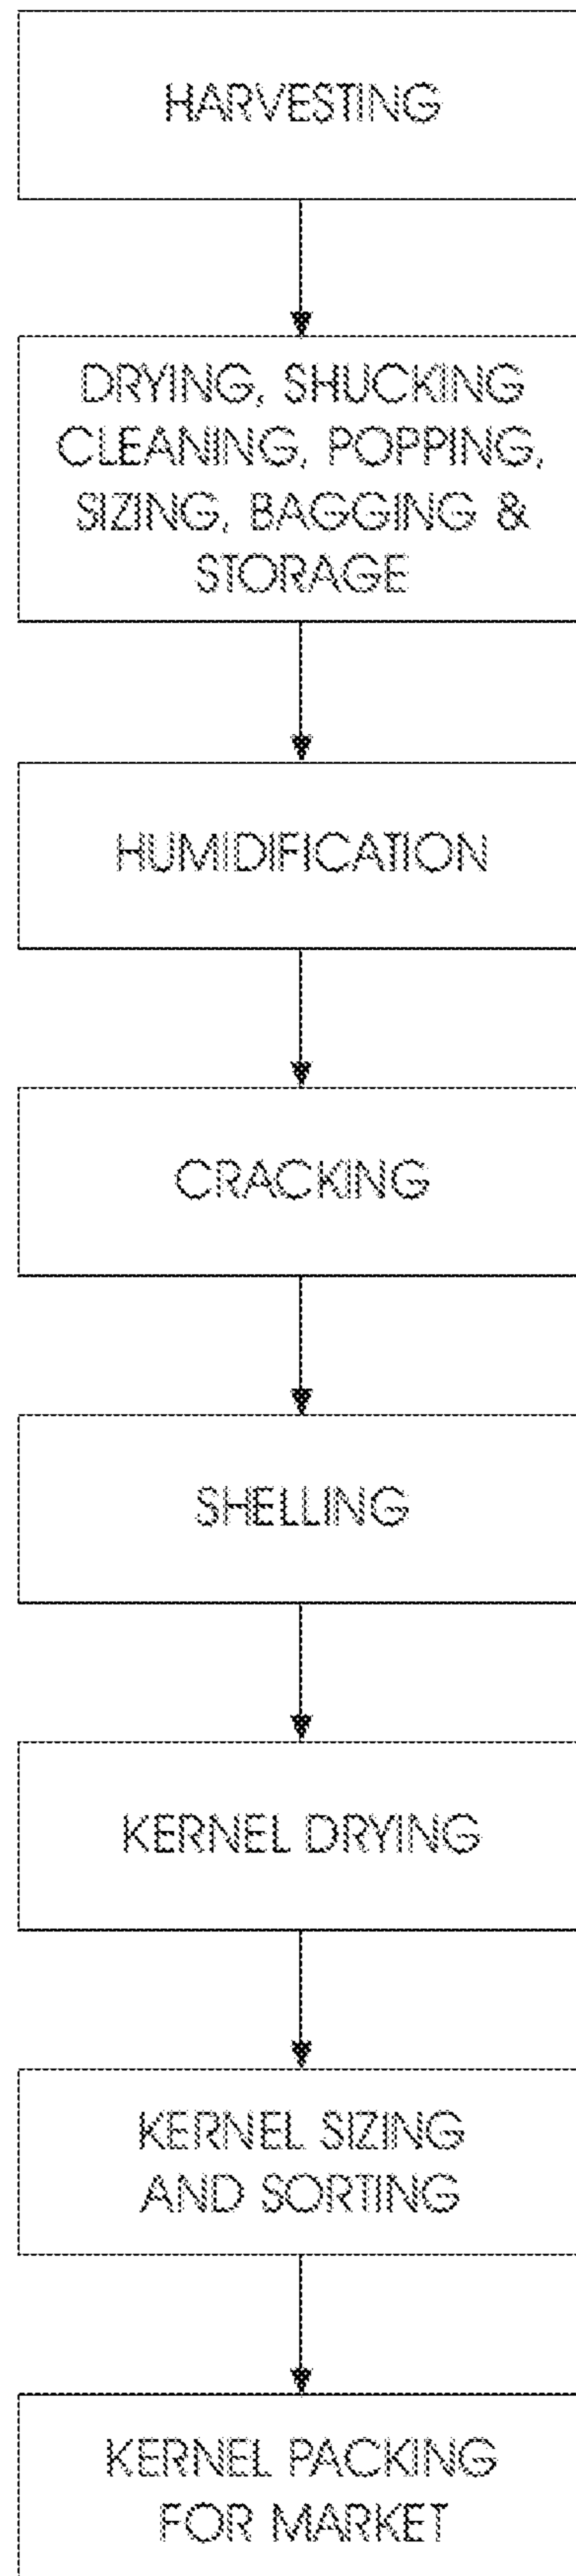 HARVESTING
DRYING, SHUCKING
CLEANING, POPPING,
SIZING, BAGGING &
STORAGE
HUMIDIFICATION
CRACKING
SHELLING
KERNEL DRYING
KERNEL SIZING
AND SORTING
KERNEL PACKING
FOR MARKET